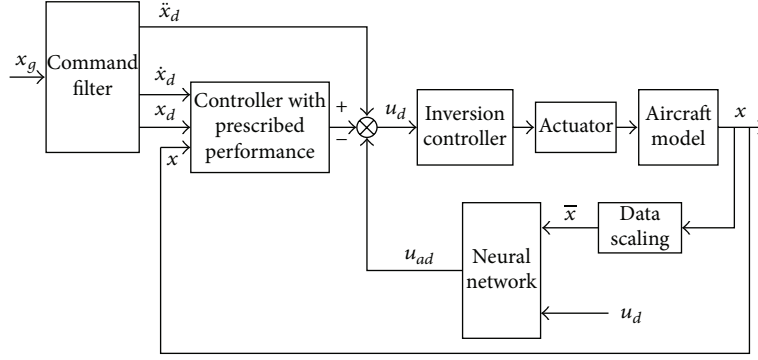 ẍ_d
x_g
Command
filter
ẋ_d
x_d
x
Controller with
prescribed
performance
+
−
u_d
Inversion
controller
Actuator
Aircraft
model
x
x̅
Data
scaling
u_ad
Neural
network
u_d